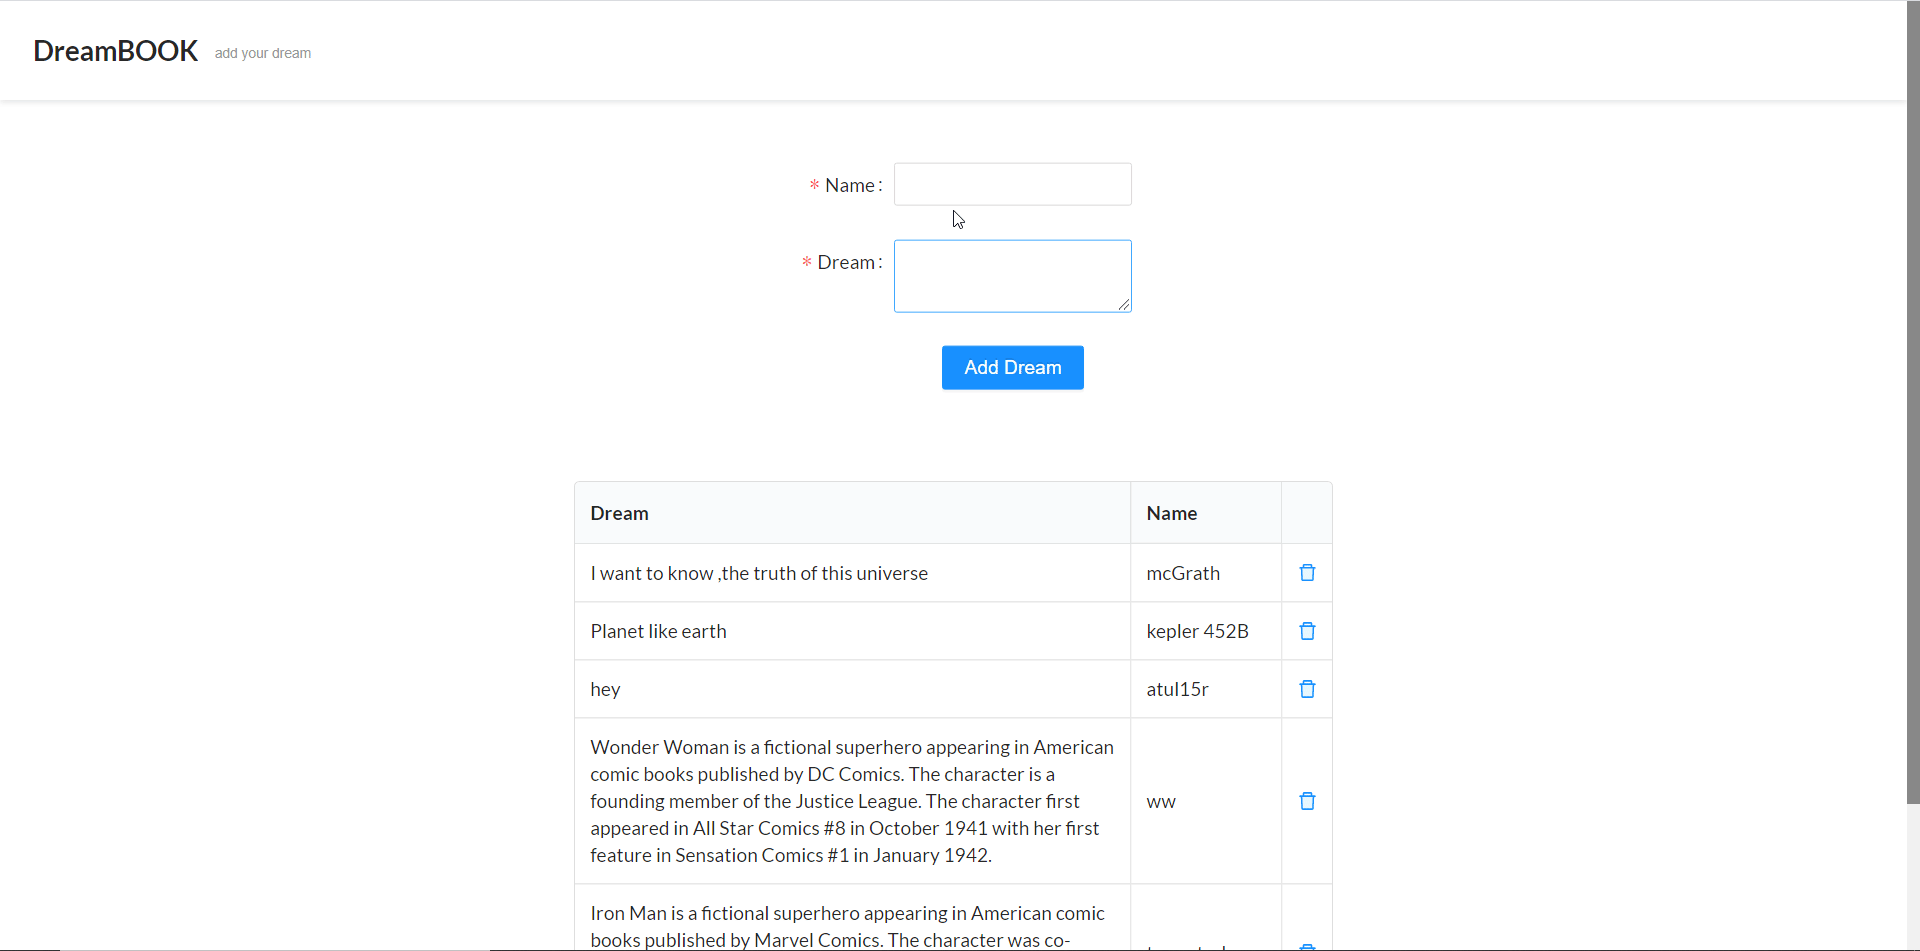 DreamBOOK add your dream
* Name :
* Dream :
Add Dream
Dream Name
I want to know ,the truth of this universe mcGrath
Planet like earth kepler 452B
hey atul15r
Wonder Woman is a fictional superhero appearing in American
comic books published by DC Comics. The character is a
founding member of the Justice League. The character first
appeared in All Star Comics #8 in October 1941 with her first
feature in Sensation Comics #1 in January 1942.
ww
Iron Man is a fictional superhero appearing in American comic
books published by Marvel Comics. The character was co-